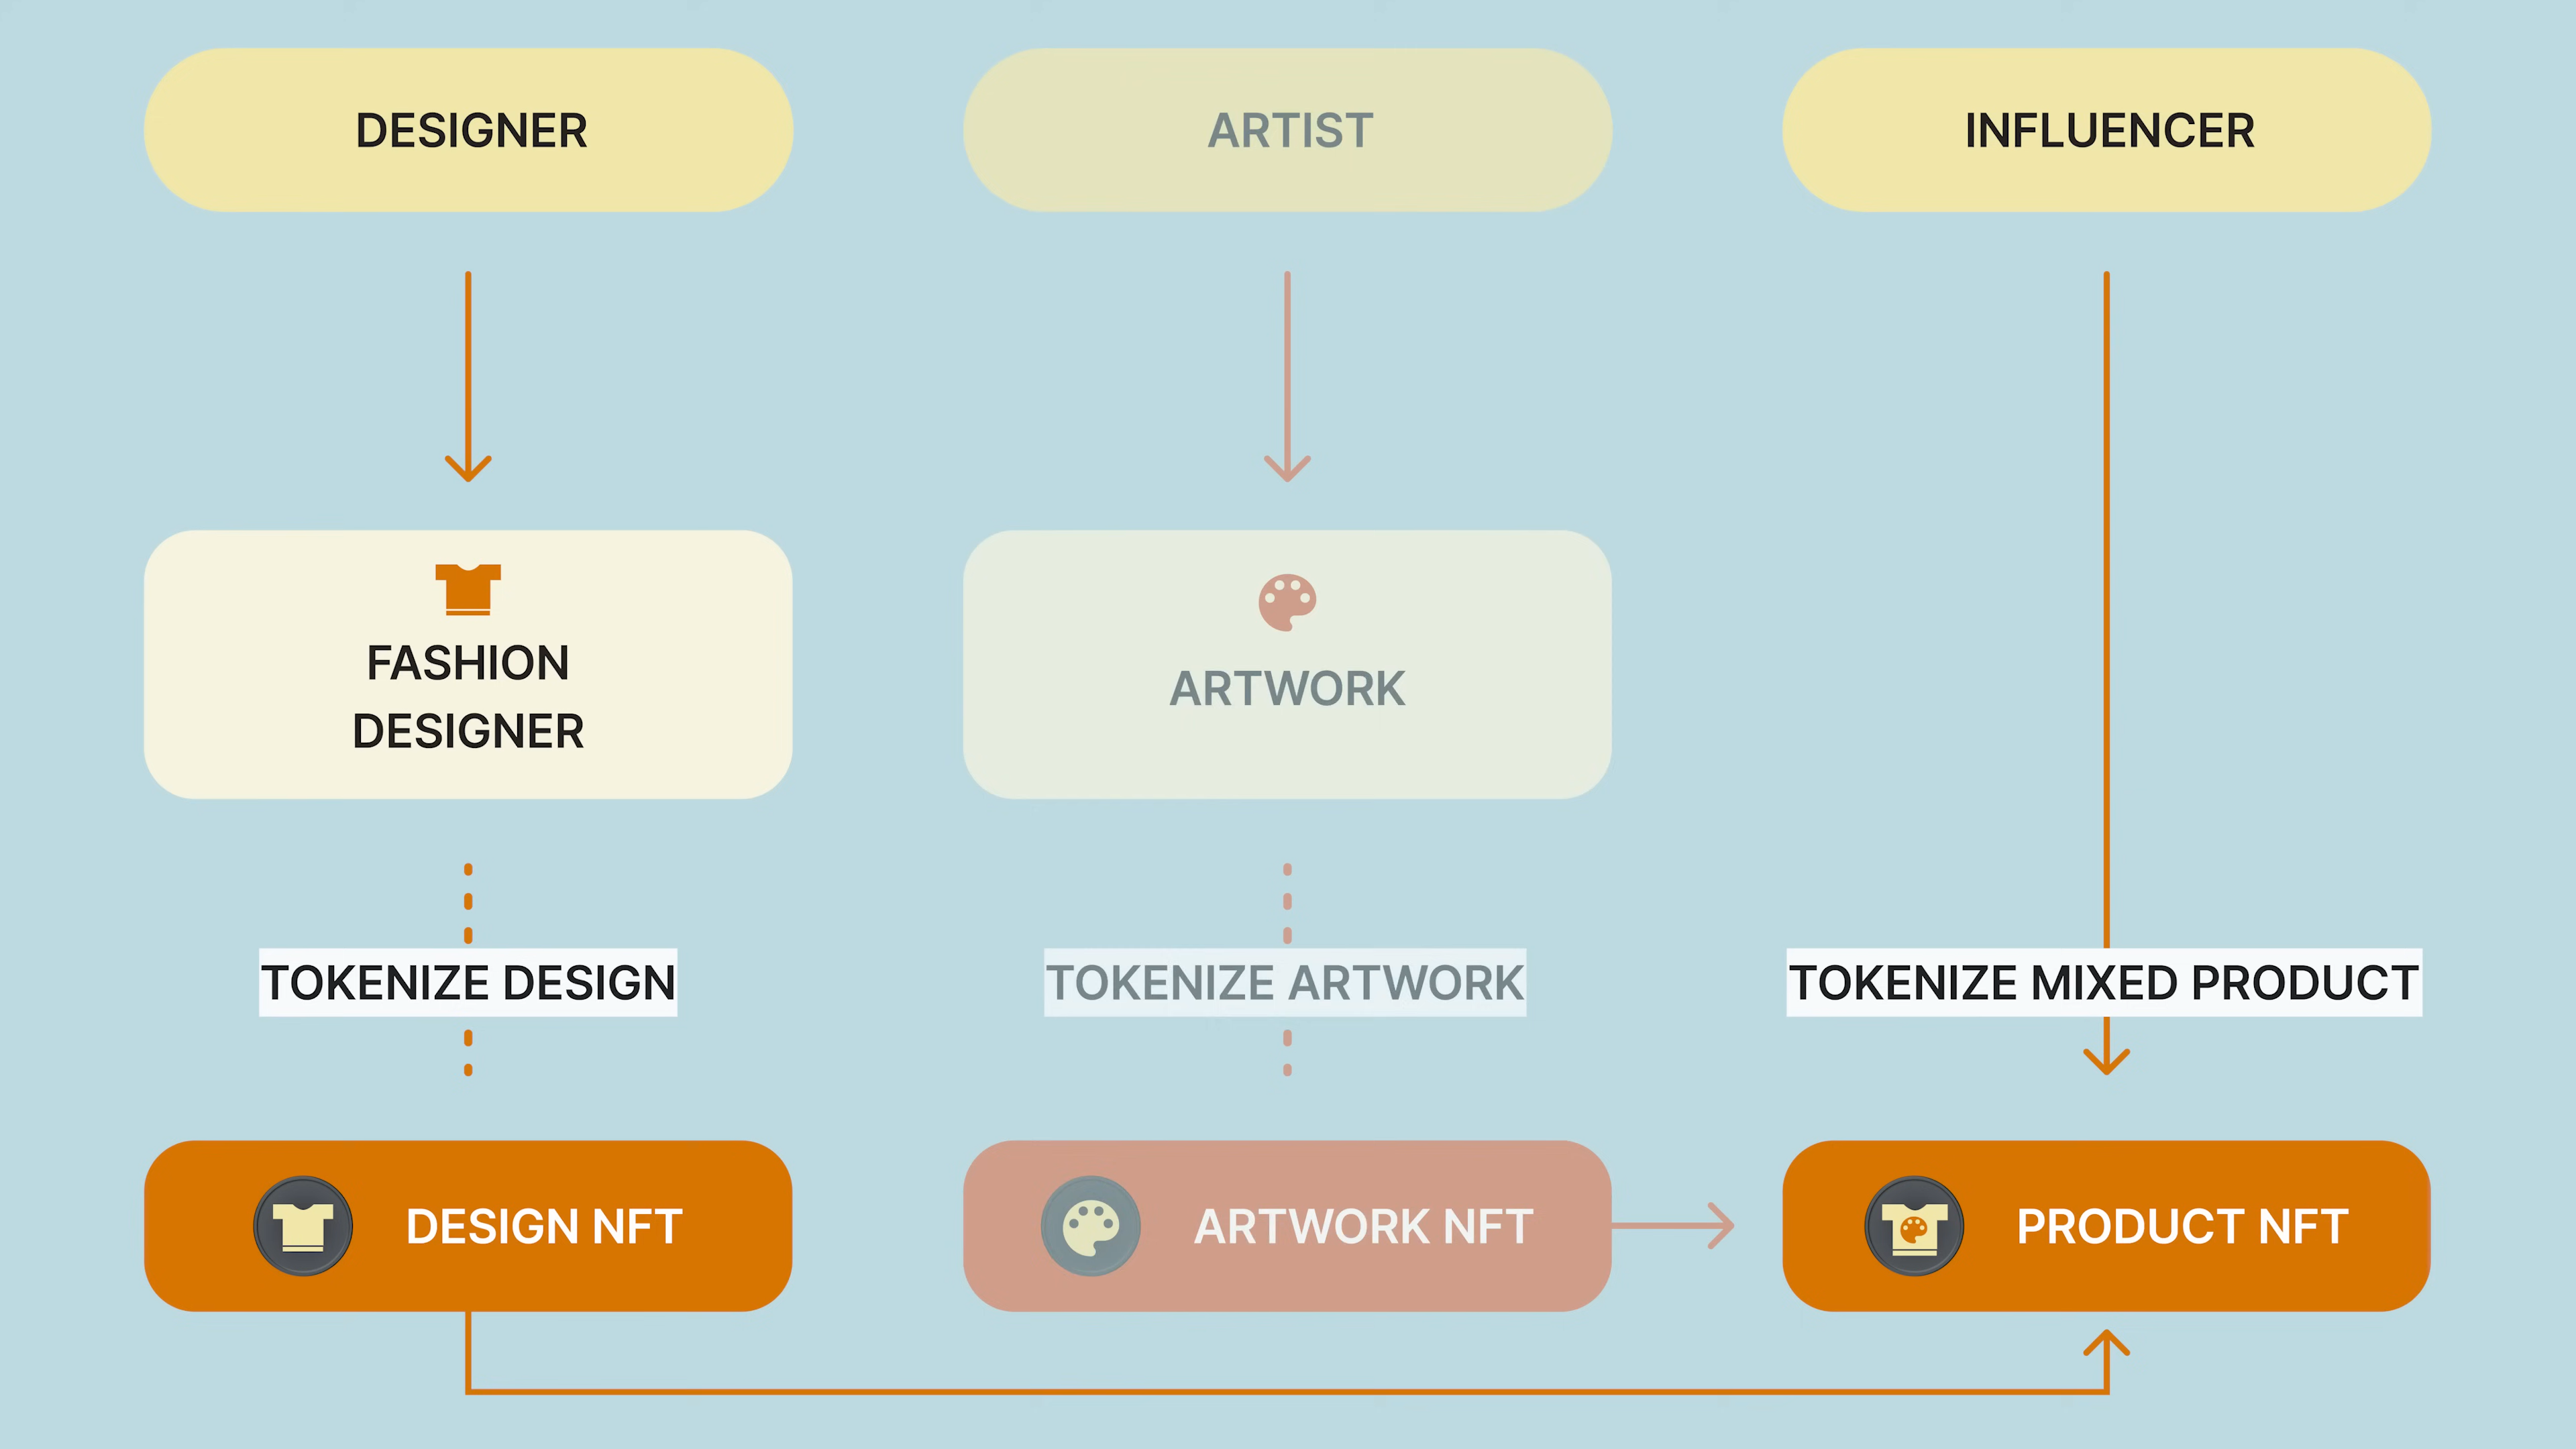 DESIGNER
ARTIST
INFLUENCER
FASHION
DESIGNER
ARTWORK
TOKENIZE DESIGN
TOKENIZE ARTWORK
TOKENIZE MIXED PRODUCT
DESIGN NFT
ARTWORK NFT
PRODUCT NFT